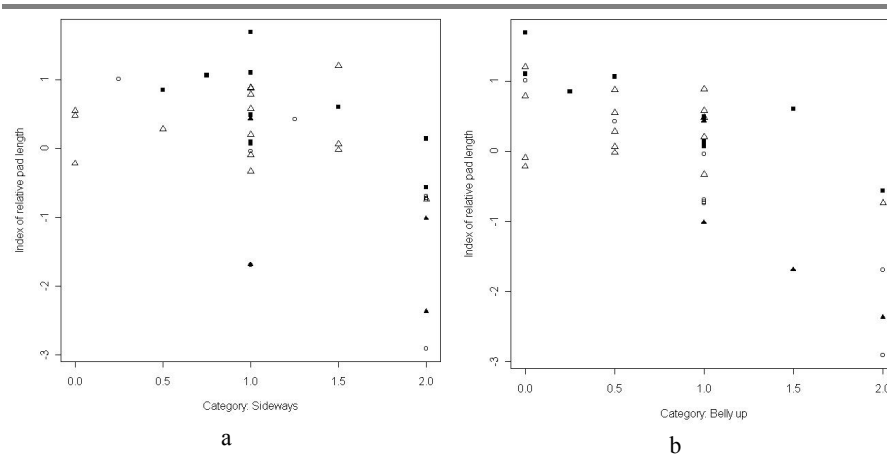 Index of relative pad length
1
0
-1
-2
-3
0.0 0.5 1.0 1.5 2.0
Category: Sideways
a
Index of relative pad length
1
0
-1
-2
-3
0.0 0.5 1.0 1.5 2.0
Category: Belly up
b